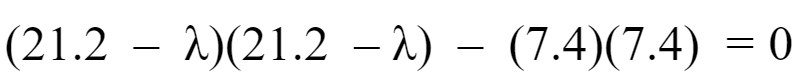 (21.2 – λ)(21.2 – λ) – (7.4)(7.4) = 0